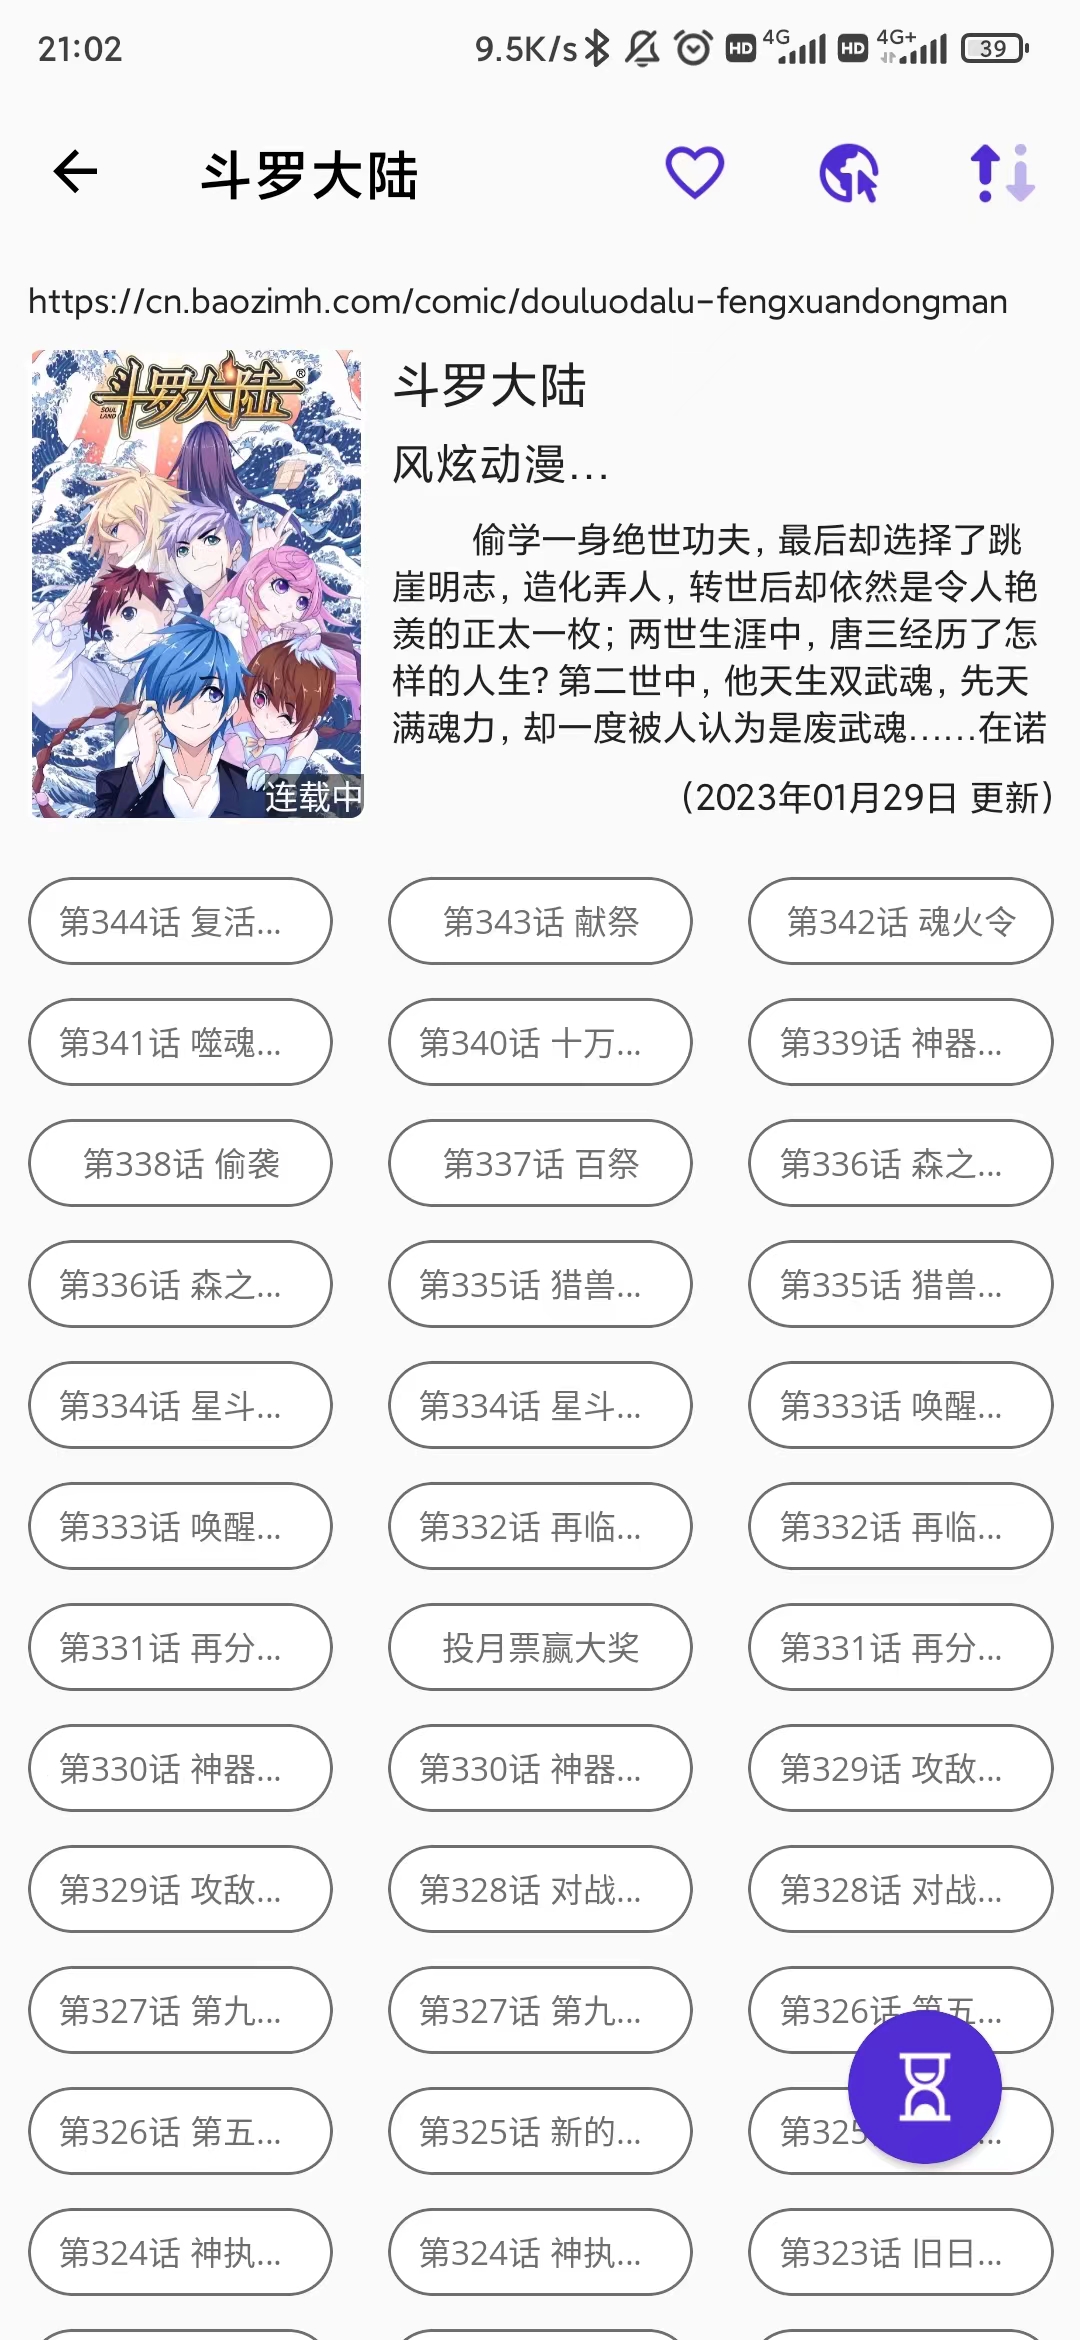 21:02
9.5K/s HD 4G HD 4G+ 39
斗罗大陆
https://cn.baozimh.com/comic/douluodalu-fengxuandongman
斗罗大陆®
SOUL LAND
连载中
斗罗大陆
风炫动漫...
偷学一身绝世功夫，最后却选择了跳
崖明志，造化弄人，转世后却依然是令人艳
羡的正太一枚；两世生涯中，唐三经历了怎
样的人生？第二世中，他天生双武魂，先天
满魂力，却一度被人认为是废武魂……在诺
（2023年01月29日 更新）
第344话 复活...
第343话 献祭
第342话 魂火令
第341话 噬魂...
第340话 十万...
第339话 神器...
第338话 偷袭
第337话 百祭
第336话 森之...
第336话 森之...
第335话 猎兽...
第335话 猎兽...
第334话 星斗...
第334话 星斗...
第333话 唤醒...
第333话 唤醒...
第332话 再临...
第332话 再临...
第331话 再分...
投月票赢大奖
第331话 再分...
第330话 神器...
第330话 神器...
第329话 攻敌...
第329话 攻敌...
第328话 对战...
第328话 对战...
第327话 第九...
第327话 第九...
第326话 第五...
第326话 第五...
第325话 新的...
第325...
第324话 神执...
第324话 神执...
第323话 旧日...